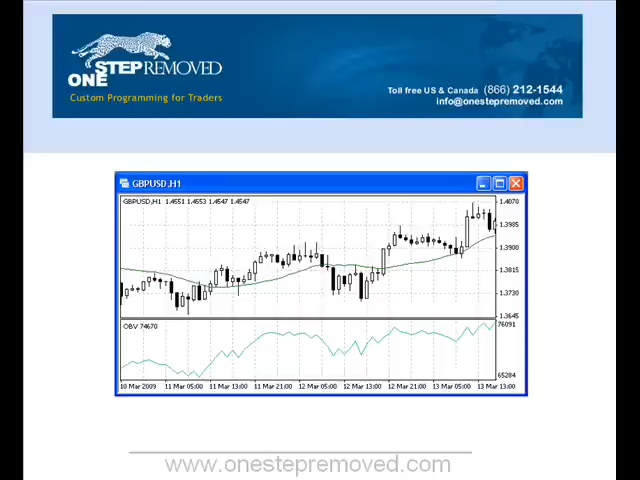 STEPREMOVED
ONE
Custom Programming for Traders
Toll free US & Canada (866) 212-1544
info@onestepremoved.com
GBPUSD,H1
GBPUSD,H1 1.4551 1.4553 1.4547 1.4547
1.4070
1.3985
1.3900
1.3815
1.3730
1.3645
OBV 74670
76091
65284
10 Mar 2009 11 Mar 05:00 11 Mar 13:00 11 Mar 21:00 12 Mar 05:00 12 Mar 13:00 12 Mar 21:00 13 Mar 05:00 13 Mar 13:00
www.onestepremoved.com